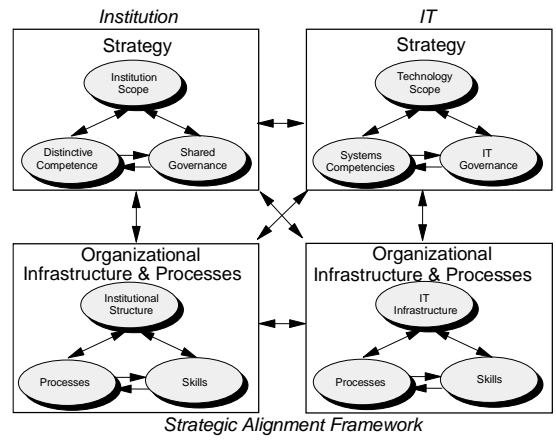 Institution
IT
Strategy
Institution
Scope
Distinctive
Competence
Shared
Governance
Strategy
Technology
Scope
Systems
Competencies
IT
Governance
Organizational
Infrastructure & Processes
Institutional
Structure
Processes
Skills
Organizational
Infrastructure & Processes
IT
Infrastructure
Processes
Skills
Strategic Alignment Framework